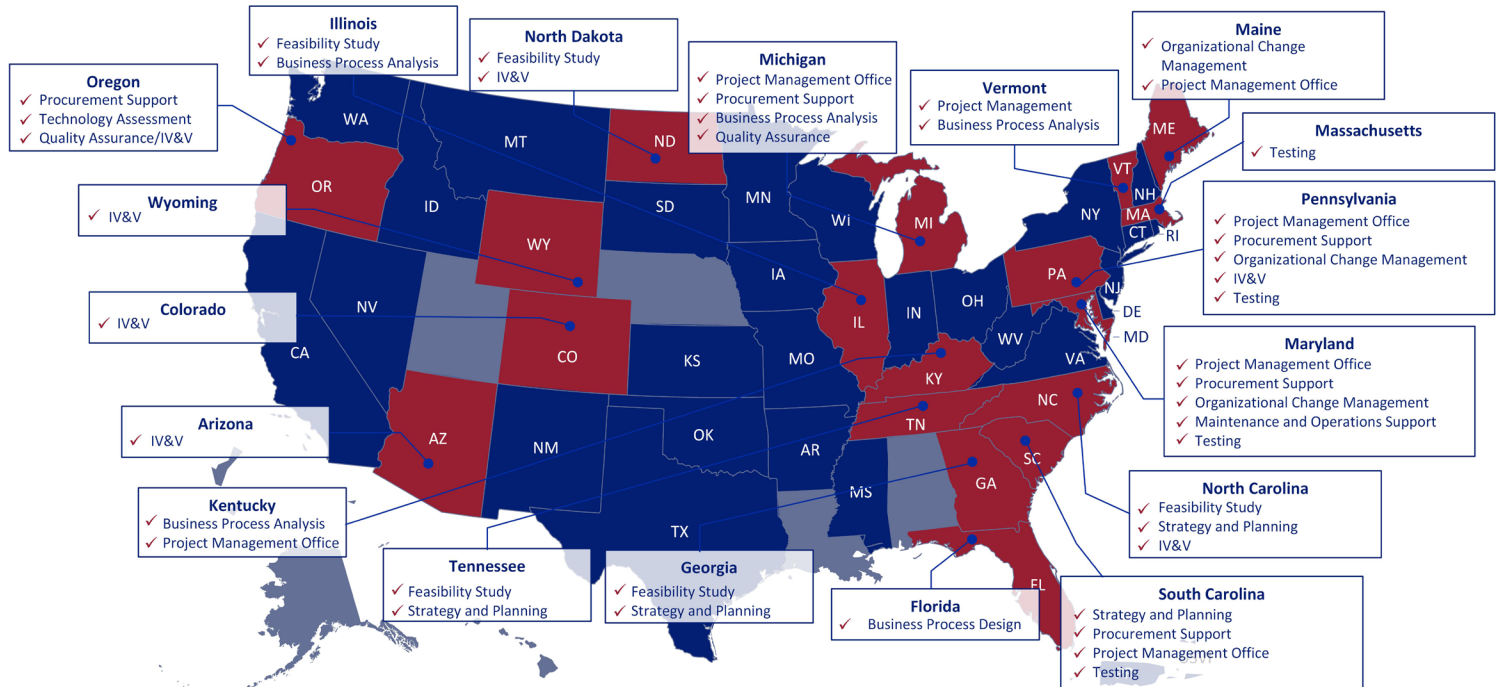 Illinois
Feasibility Study
Business Process Analysis
North Dakota
Feasibility Study
IV&V
Michigan
Project Management Office
Procurement Support
Business Process Analysis
Quality Assurance
Maine
Organizational Change
Management
Project Management Office
Oregon
Procurement Support
Technology Assessment
Quality Assurance/IV&V
Vermont
Project Management
Business Process Analysis
Massachusetts
Testing
Wyoming
IV&V
Pennsylvania
Project Management Office
Procurement Support
Organizational Change Management
IV&V
Testing
Colorado
IV&V
Maryland
Project Management Office
Procurement Support
Organizational Change Management
Maintenance and Operations Support
Testing
Arizona
IV&V
Kentucky
Business Process Analysis
Project Management Office
North Carolina
Feasibility Study
Strategy and Planning
IV&V
Tennessee
Feasibility Study
Strategy and Planning
Georgia
Feasibility Study
Strategy and Planning
Florida
Business Process Design
South Carolina
Strategy and Planning
Procurement Support
Project Management Office
Testing
WA
MT
ND
ME
OR
ID
SD
MN
Wi
MI
VT
NH
NY
MA
CT
RI
WY
IA
PA
NJ
NV
IL
IN
OH
DE
MD
CA
CO
KS
MO
WV
VA
KY
NC
AZ
NM
OK
AR
TN
SC
MS
GA
TX
FL